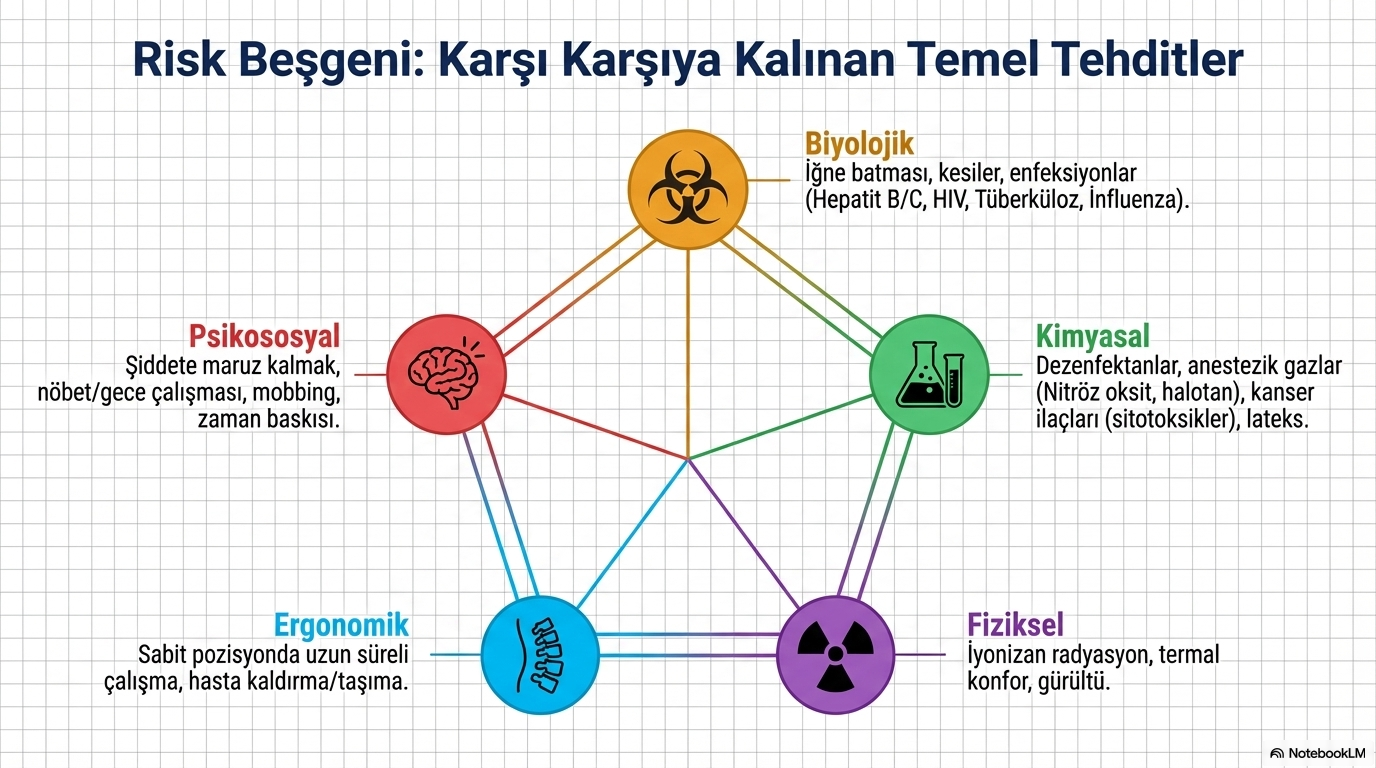 Risk Beşgeni: Karşı Karşıya Kalınan Temel Tehditler
Biyolojik
İğne batması, kesiler, enfeksiyonlar
(Hepatit B/C, HIV, Tüberküloz, İnfluenza).
Psikososyal
Şiddete maruz kalmak,
nöbet/gece çalışması, mobbing,
zaman baskısı.
Kimyasal
Dezenfektanlar, anestezik gazlar
(Nitröz oksit, halotan), kanser
ilaçları (sitotoksikler), lateks.
Ergonomik
Sabit pozisyonda uzun süreli
çalışma, hasta kaldırma/taşıma.
Fiziksel
İyonizan radyasyon, termal
konfor, gürültü.
NotebookLM